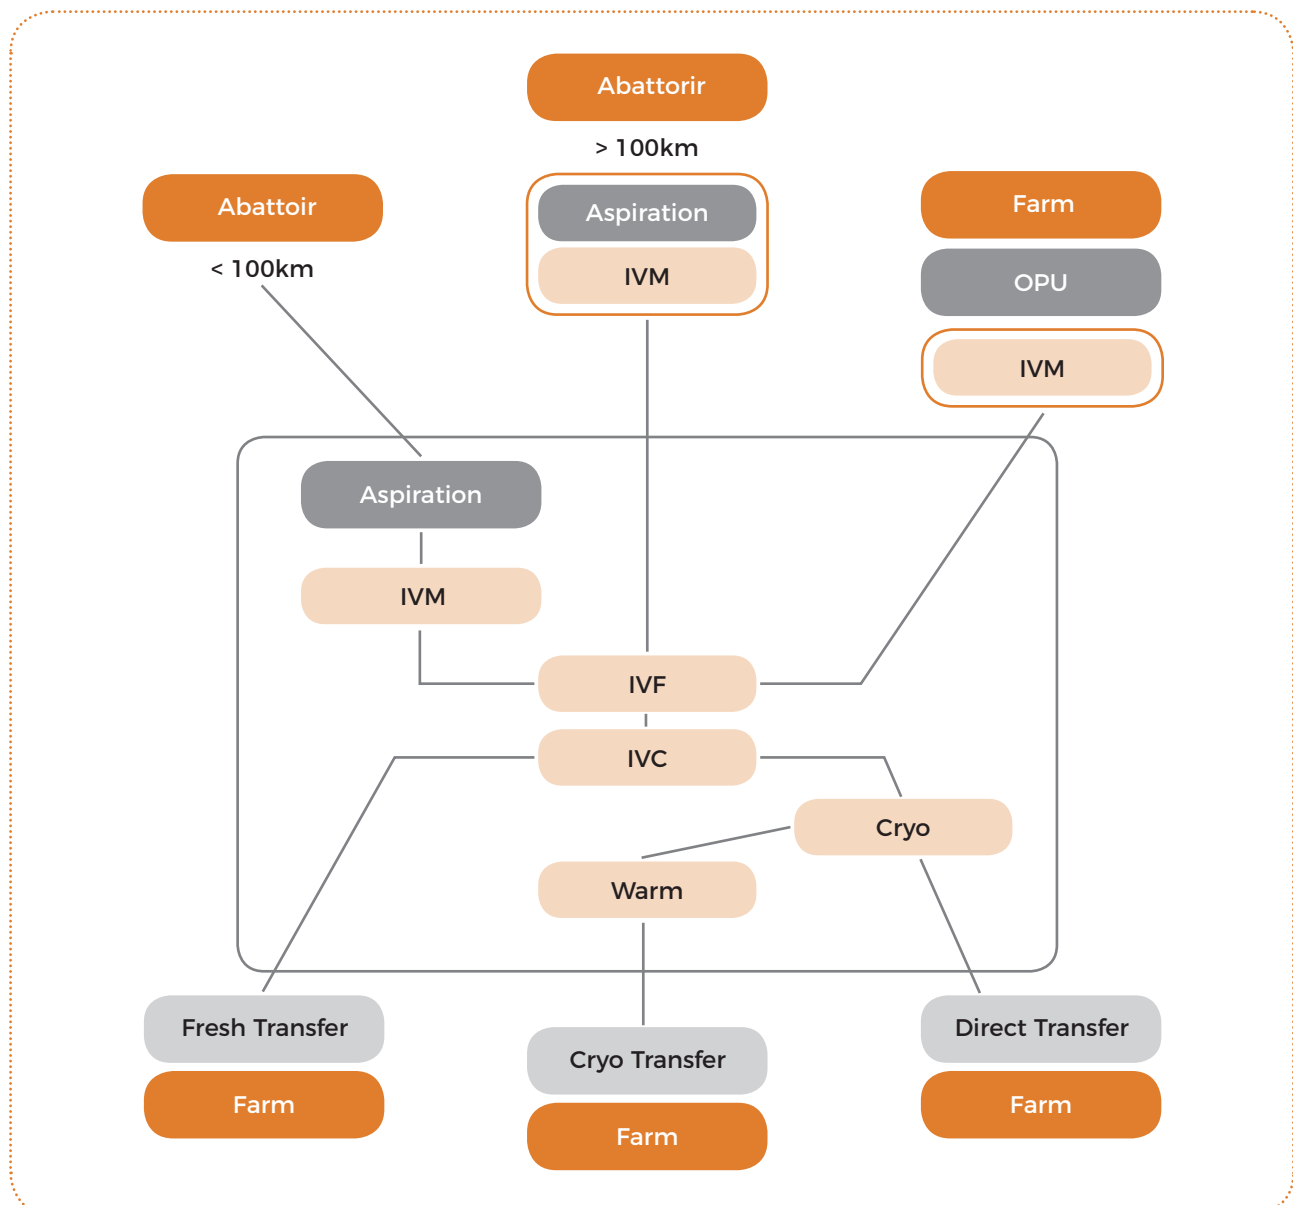 Abattorir
> 100km
Aspiration
IVM
Abattoir
< 100km
Farm
OPU
IVM
Aspiration
IVM
IVF
IVC
Cryo
Warm
Fresh Transfer
Farm
Cryo Transfer
Farm
Direct Transfer
Farm